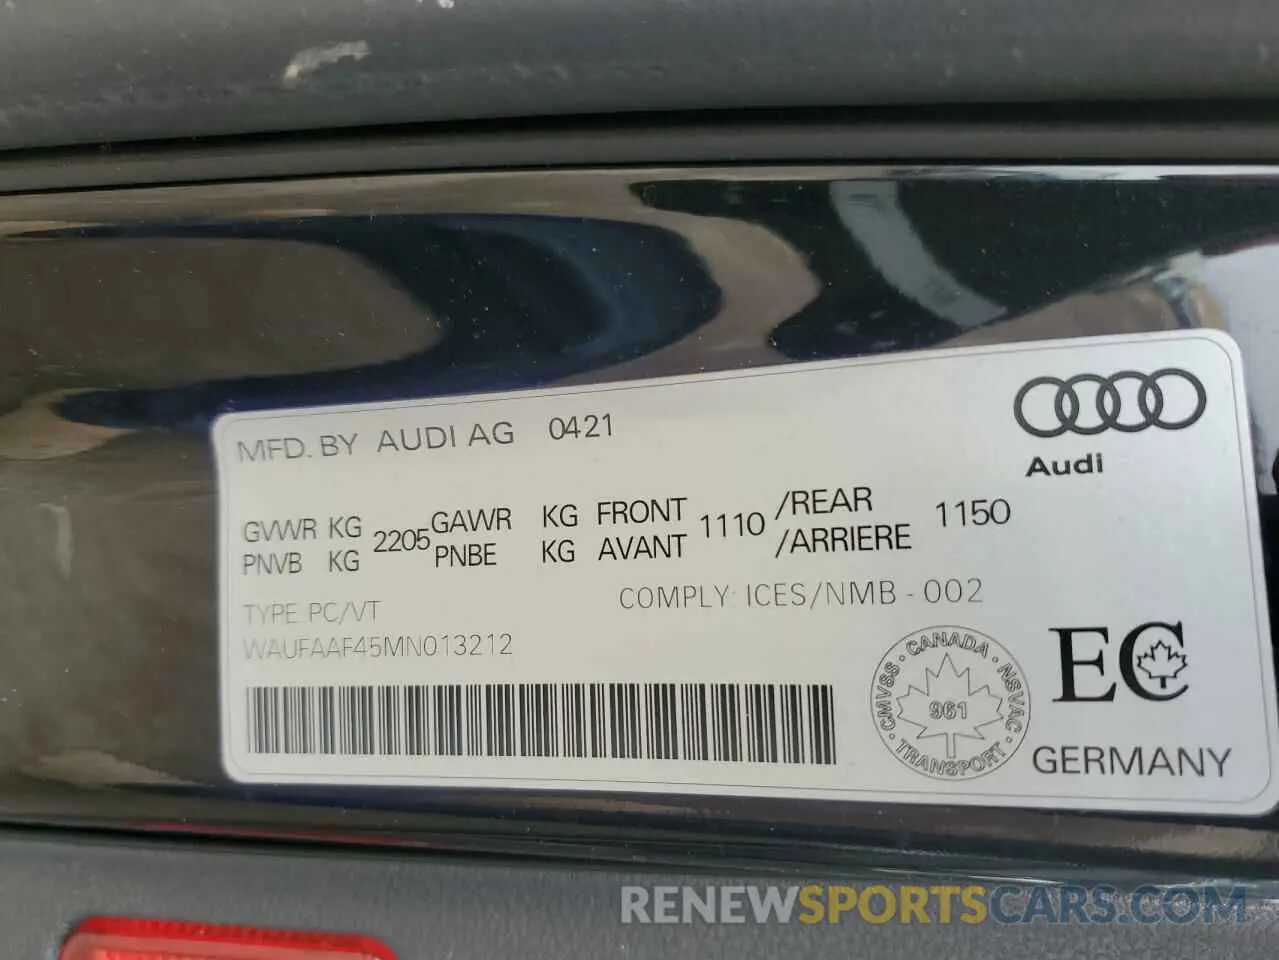 MFD. BY AUDI AG 0421
Audi
GVWR KG 2205 GAWR KG FRONT 1110 /REAR 1150
PNVB KG PNBE KG AVANT /ARRIERE
TYPE PC/VT COMPLY ICES/NMB-002
WAUFAAF45MN013212
CMVSS · CANADA · NSVAC · TRANSPORT ·
961
EC
GERMANY
RENEWSPORTSCARS.COM